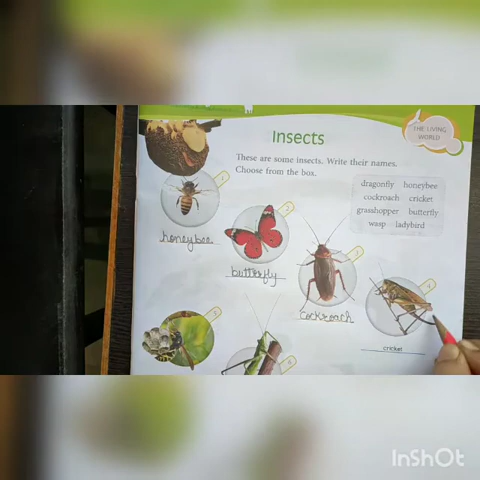 THE LIVING
WORLD
Insects
These are some insects. Write their names.
Choose from the box.
dragonfly honeybee
cockroach cricket
grasshopper butterfly
wasp ladybird
honeybee
butterfly
cockroach
cricket
InShOt